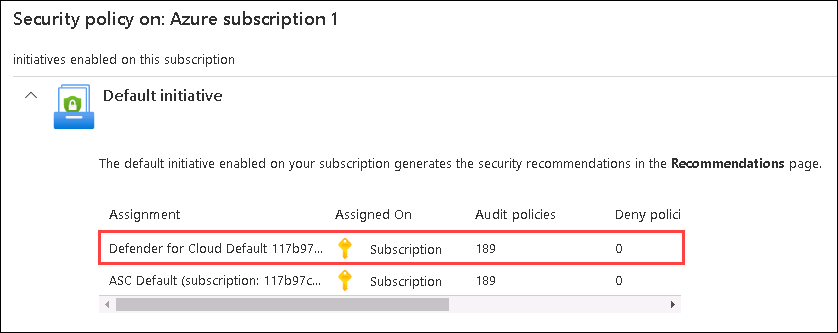 Security policy on: Azure subscription 1
initiatives enabled on this subscription
Default initiative
The default initiative enabled on your subscription generates the security recommendations in the Recommendations page.
Assignment Assigned On Audit policies Deny polici
Defender for Cloud Default 117b97... Subscription 189 0
ASC Default (subscription: 117b97c... Subscription 189 0